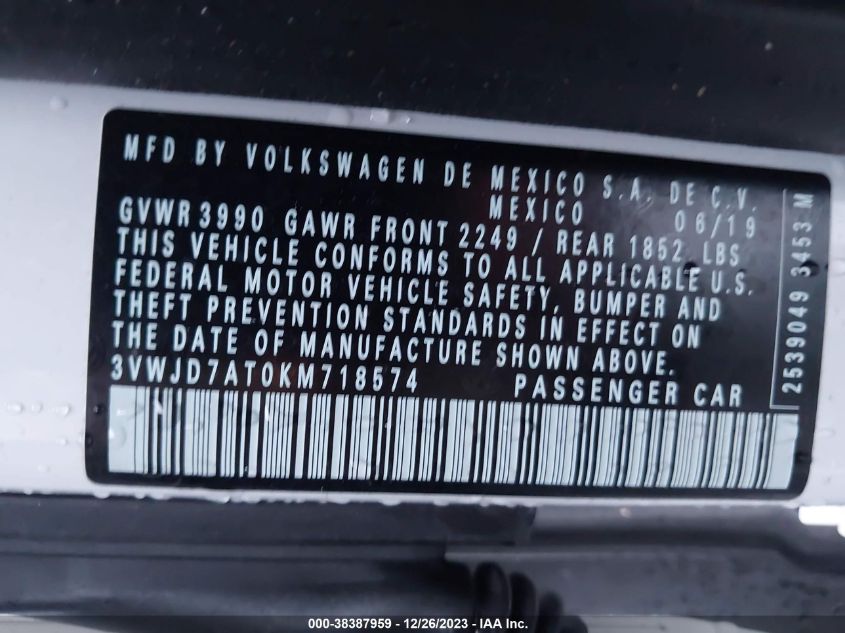 MFD BY VOLKSWAGEN DE MEXICO S.A. DE C.V.
MEXICO 06/19
GVWR 3990 GAWR FRONT 2249 / REAR 1852 LBS
THIS VEHICLE CONFORMS TO ALL APPLICABLE U.S.
FEDERAL MOTOR VEHICLE SAFETY, BUMPER AND
THEFT PREVENTION STANDARDS IN EFFECT ON
THE DATE OF MANUFACTURE SHOWN ABOVE.
3VWJD7AT0KM718574 PASSENGER CAR
2539049 3453 M
000-38387959 - 12/26/2023 - IAA Inc.